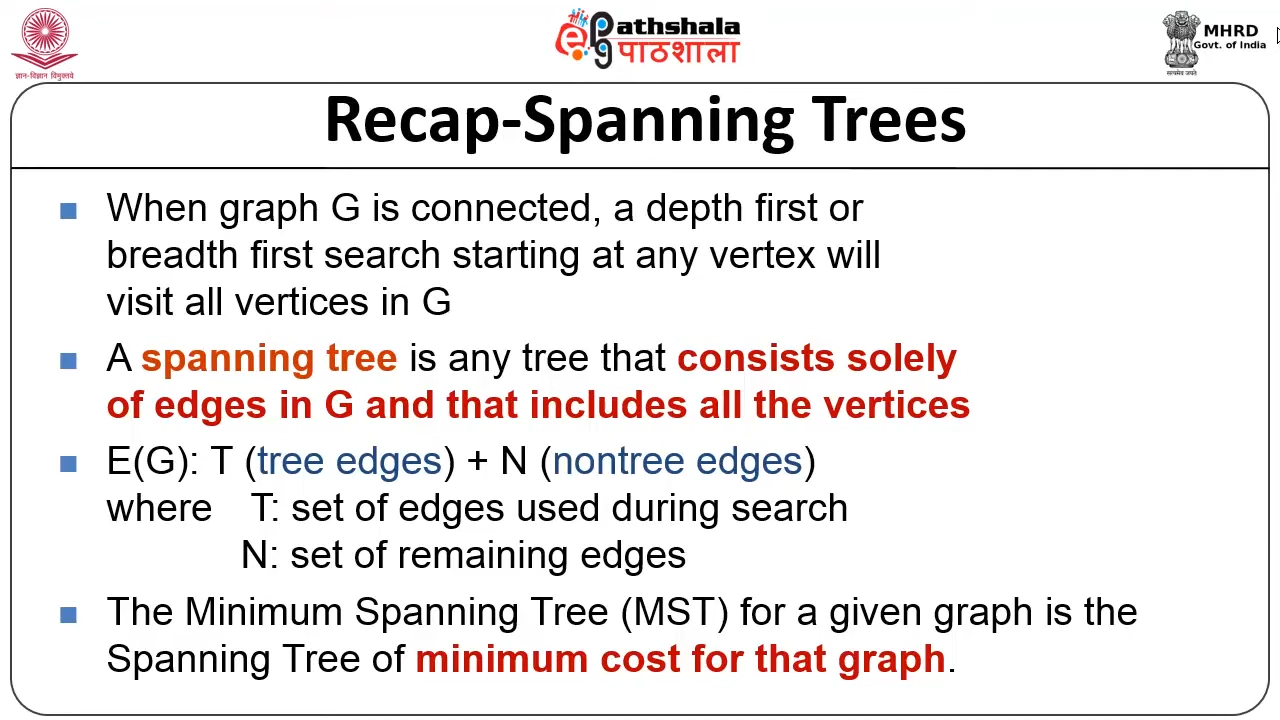 ज्ञान-विज्ञान विमुक्तये
ePathshala
पाठशाला
MHRD
Govt. of India
सत्यमेव जयते
Recap-Spanning Trees
When graph G is connected, a depth first or
breadth first search starting at any vertex will
visit all vertices in G
A spanning tree is any tree that consists solely
of edges in G and that includes all the vertices
E(G): T (tree edges) + N (nontree edges)
where T: set of edges used during search
N: set of remaining edges
The Minimum Spanning Tree (MST) for a given graph is the
Spanning Tree of minimum cost for that graph.